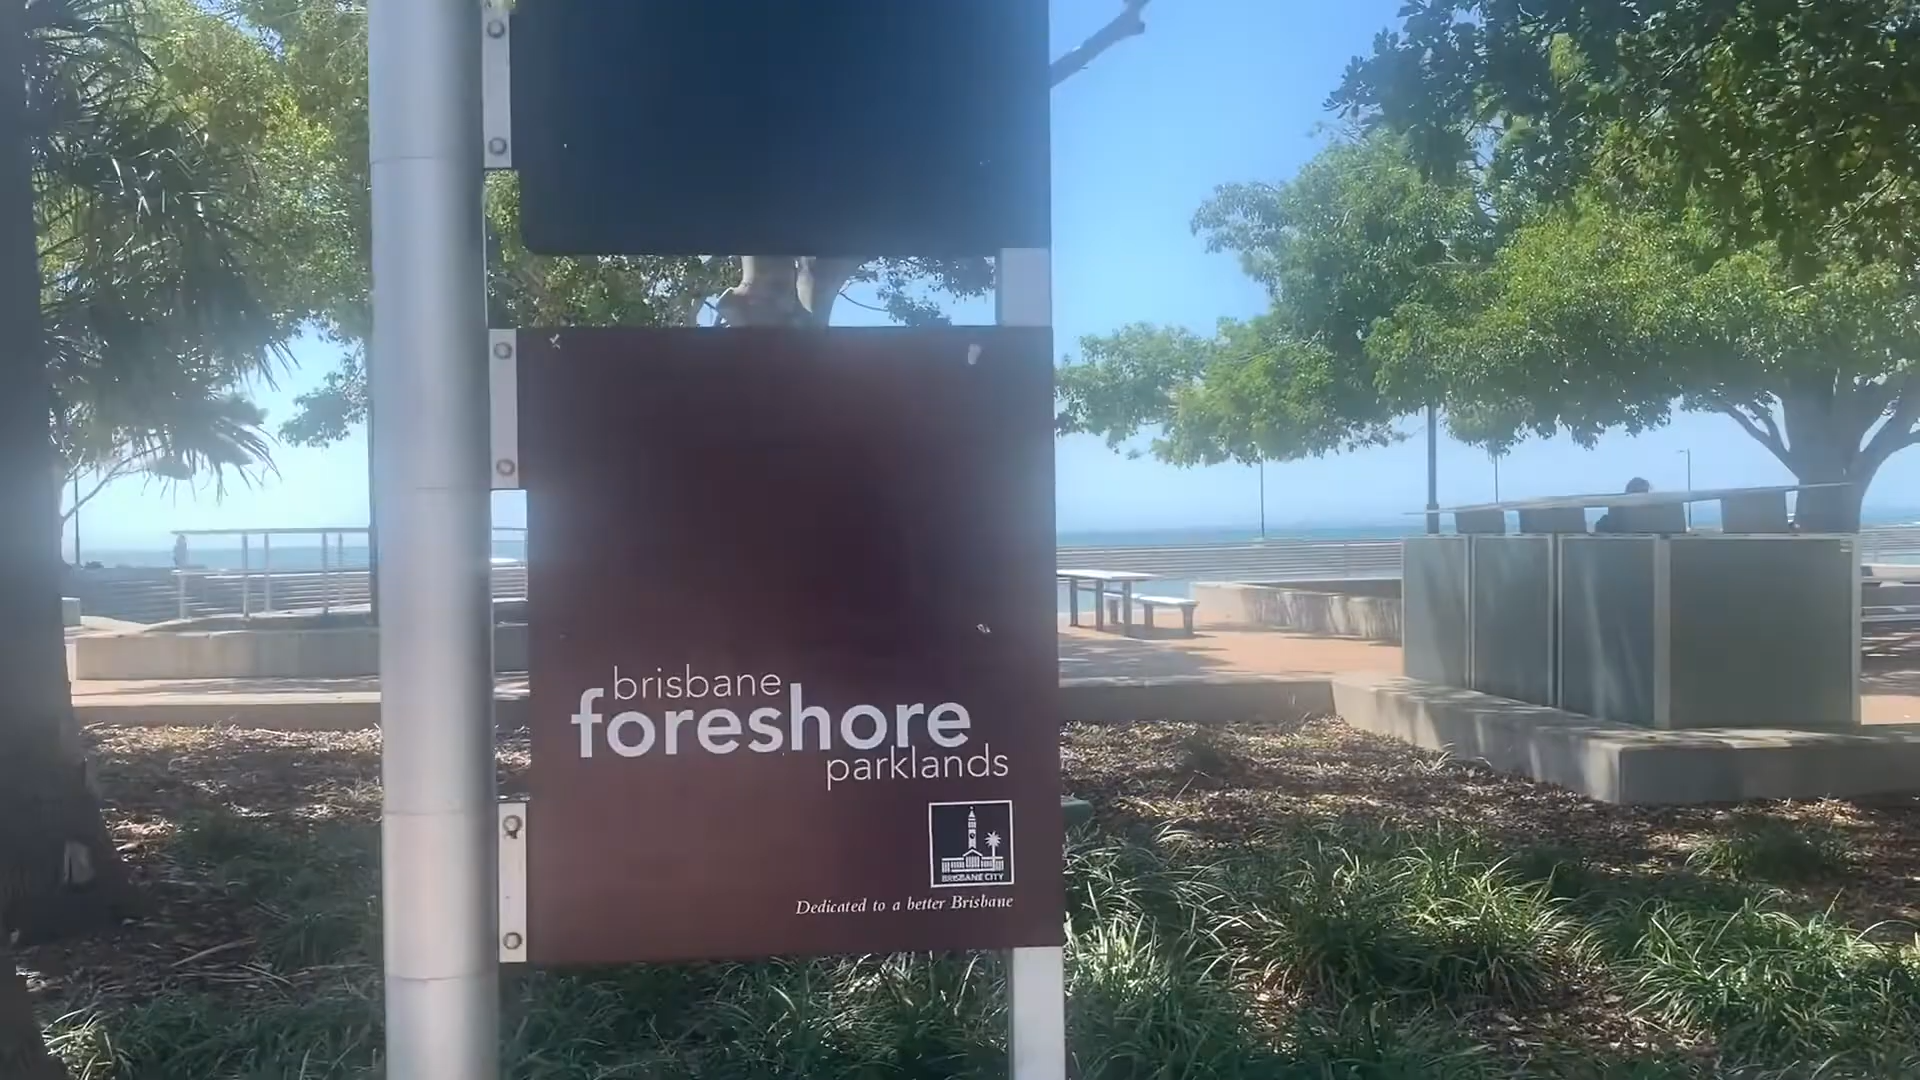 brisbane
foreshore
parklands
BRISBANE CITY
Dedicated to a better Brisbane